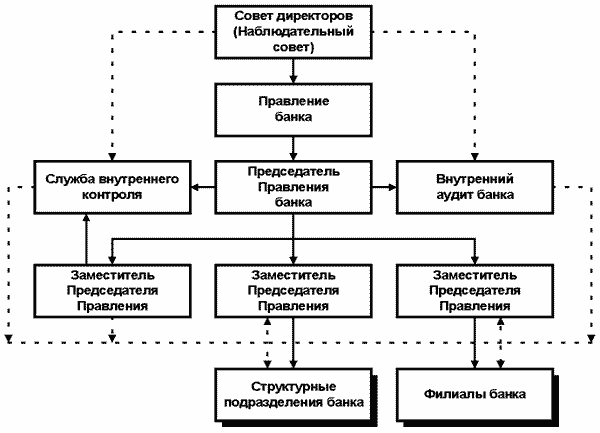 Совет директоров
(Наблюдательный
совет)
Правление
банка
Служба внутреннего
контроля
Председатель
Правления
банка
Внутренний
аудит банка
Заместитель
Председателя
Правления
Заместитель
Председателя
Правления
Заместитель
Председателя
Правления
Структурные
подразделения банка
Филиалы банка